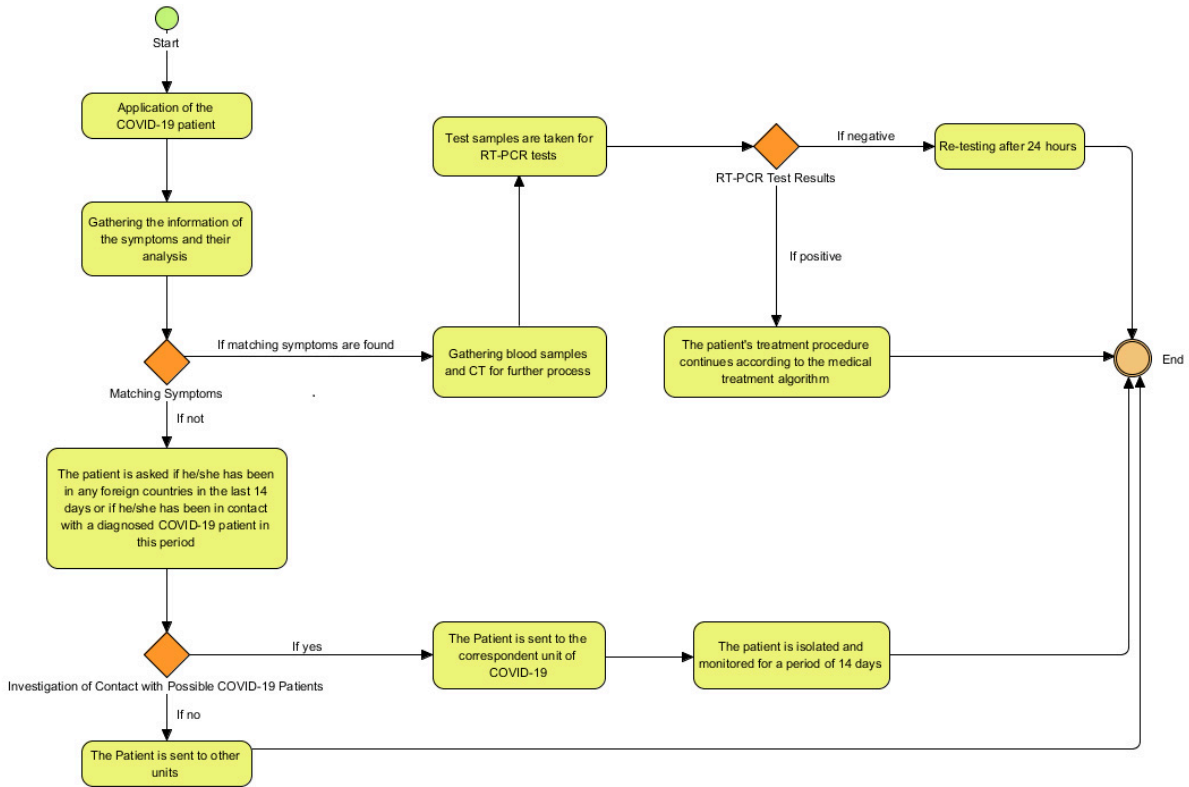 Start
Application of the
COVID-19 patient
Gathering the information of
the symptoms and their
analysis
Matching Symptoms
If matching symptoms are found
Gathering blood samples
and CT for further process
Test samples are taken for
RT-PCR tests
RT-PCR Test Results
If negative
Re-testing after 24 hours
If positive
The patient's treatment procedure
continues according to the medical
treatment algorithm
End
If not
The patient is asked if he/she has been
in any foreign countries in the last 14
days or if he/she has been in contact
with a diagnosed COVID-19 patient in
this period
Investigation of Contact with Possible COVID-19 Patients
If yes
The Patient is sent to the
correspondent unit of
COVID-19
The patient is isolated and
monitored for a period of 14 days
If no
The Patient is sent to other
units